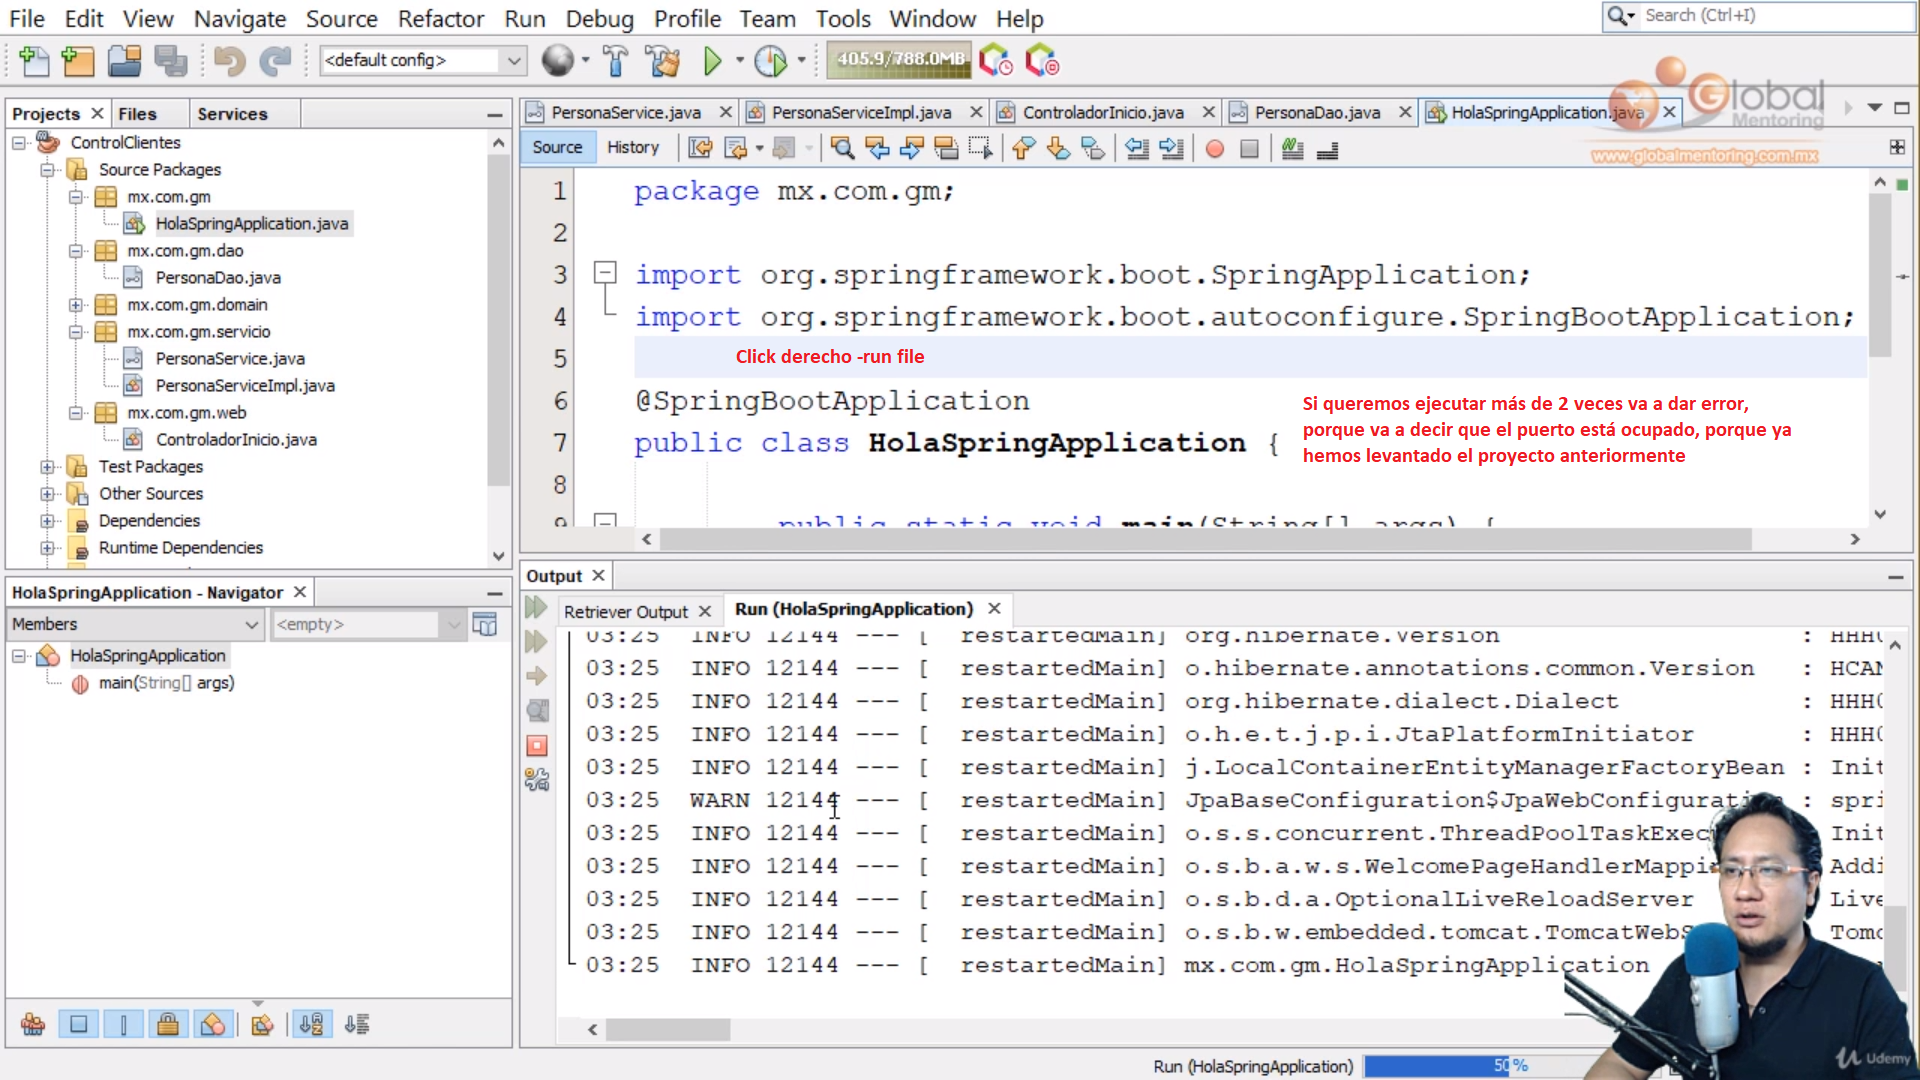 File Edit View Navigate Source Refactor Run Debug Profile Team Tools Window Help
Search (Ctrl+I)
<default config>
405.9/788.0MB
Global
Mentoring
www.globalmentoring.com.mx
Projects Files Services
PersonaService.java PersonaServiceImpl.java ControladorInicio.java PersonaDao.java HolaSpringApplication.java
Source History
ControlClientes
Source Packages
mx.com.gm
HolaSpringApplication.java
mx.com.gm.dao
PersonaDao.java
mx.com.gm.domain
mx.com.gm.servicio
PersonaService.java
PersonaServiceImpl.java
mx.com.gm.web
ControladorInicio.java
Test Packages
Other Sources
Dependencies
Runtime Dependencies
1 package mx.com.gm;
2
3 import org.springframework.boot.SpringApplication;
4 import org.springframework.boot.autoconfigure.SpringBootApplication;
5 Click derecho -run file
6 @SpringBootApplication
7 public class HolaSpringApplication {
8
9 public static void main(String[] args) {
Si queremos ejecutar más de 2 veces va a dar error,
porque va a decir que el puerto está ocupado, porque ya
hemos levantado el proyecto anteriormente
HolaSpringApplication - Navigator
Members <empty>
HolaSpringApplication
main(String[] args)
Output
Retriever Output Run (HolaSpringApplication)
03:25 INFO 12144 --- [ restartedMain] org.hibernate.Version : HHH0
03:25 INFO 12144 --- [ restartedMain] o.hibernate.annotations.common.Version : HCAN
03:25 INFO 12144 --- [ restartedMain] org.hibernate.dialect.Dialect : HHH0
03:25 INFO 12144 --- [ restartedMain] o.h.e.t.j.p.i.JtaPlatformInitiator : HHH0
03:25 INFO 12144 --- [ restartedMain] j.LocalContainerEntityManagerFactoryBean : Init
03:25 WARN 12144 --- [ restartedMain] JpaBaseConfiguration$JpaWebConfigurati : spri
03:25 INFO 12144 --- [ restartedMain] o.s.s.concurrent.ThreadPoolTaskExec Init
03:25 INFO 12144 --- [ restartedMain] o.s.b.a.w.s.WelcomePageHandlerMappi Addi
03:25 INFO 12144 --- [ restartedMain] o.s.b.d.a.OptionalLiveReloadServer Live
03:25 INFO 12144 --- [ restartedMain] o.s.b.w.embedded.tomcat.TomcatWebS Tomc
03:25 INFO 12144 --- [ restartedMain] mx.com.gm.HolaSpringApplication
Run (HolaSpringApplication) 50%
Udemy